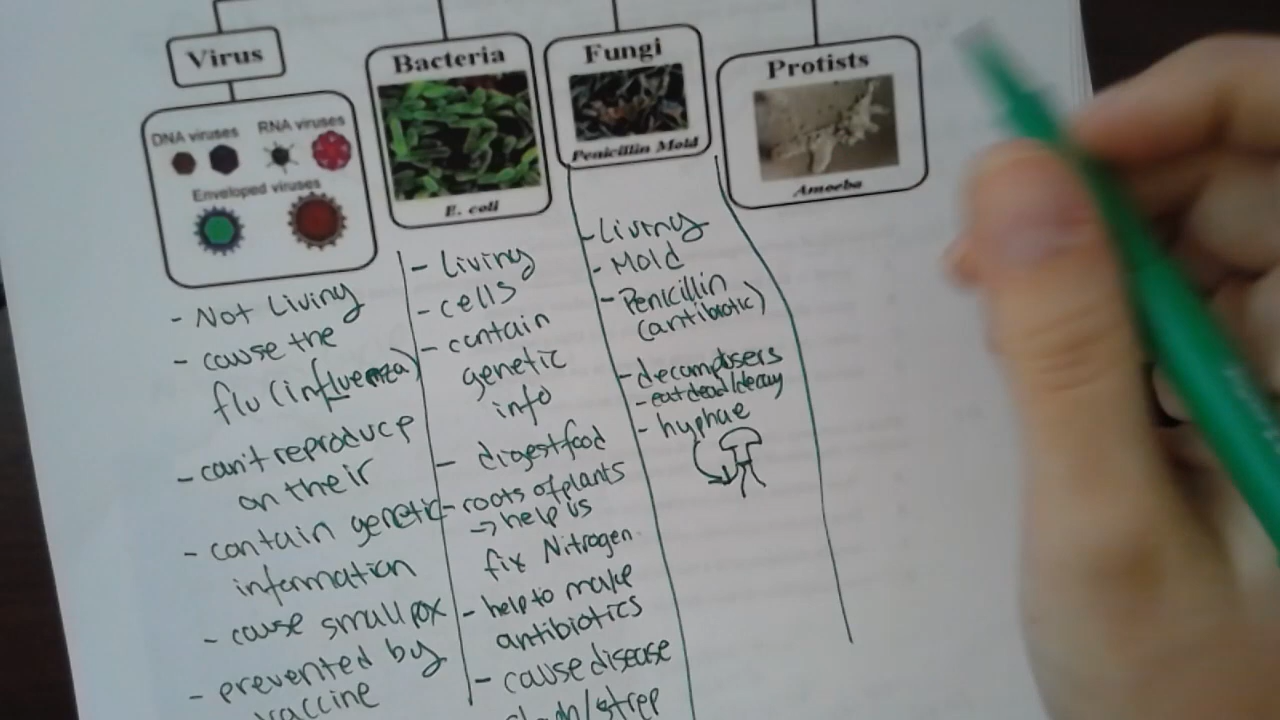 Virus
DNA viruses
RNA viruses
Enveloped viruses
- Not Living
- cause the
flu (influenza)
- can't reproduce
on their
- contain genetic
information
- cause small pox
- prevented by
vaccine
Bacteria
E. coli
- living
- cells
- contain
genetic
info
- digest food
- roots of plants
→ help us
fix Nitrogen
- help to make
antibiotics
- cause disease
/strep
Fungi
Penicillin Mold
- Living
- Mold
- Penicillin
(antibiotic)
- decomposers
- eat dead/decay
- hyphae
Protists
Amoeba